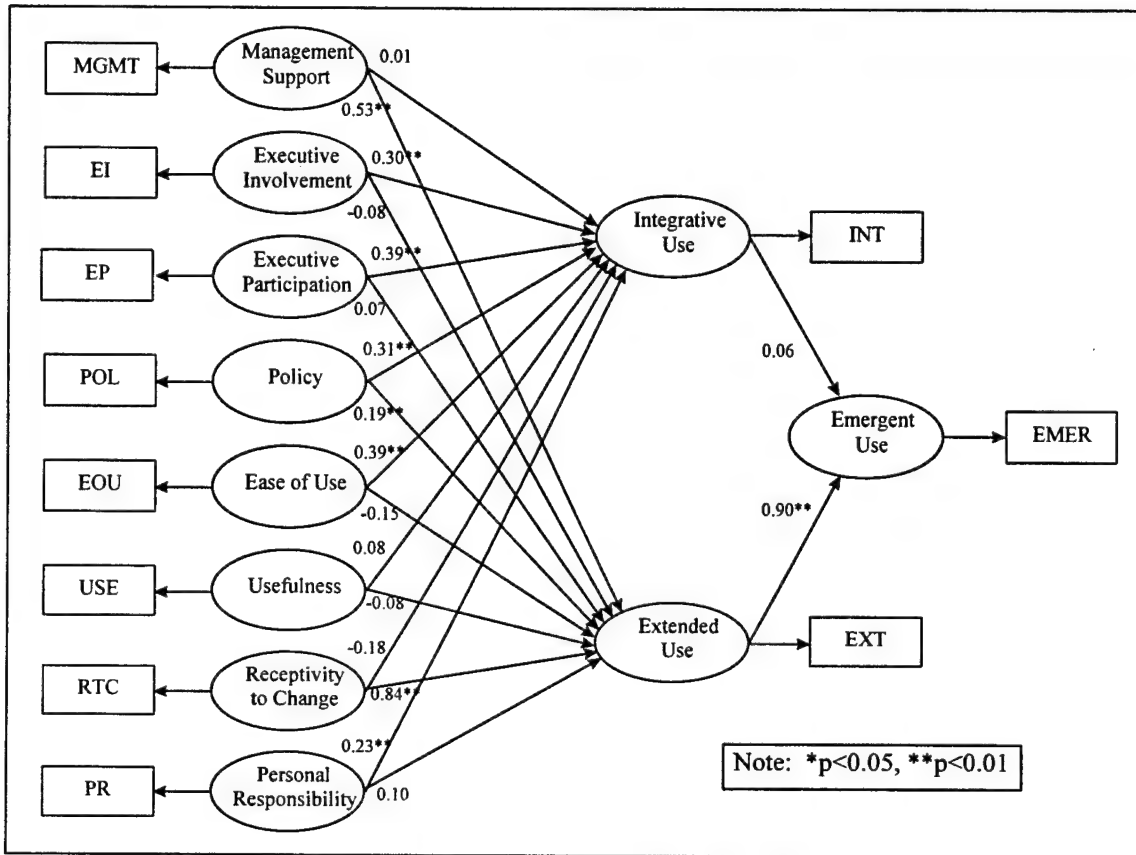 MGMT
Management
Support
0.01
0.53**
EI
Executive
Involvement
0.30**
-0.08
EP
Executive
Participation
0.39**
0.07
POL
Policy
0.31**
0.19**
EOU
Ease of Use
0.39**
-0.15
USE
Usefulness
0.08
-0.08
RTC
Receptivity
to Change
-0.18
0.84**
PR
Personal
Responsibility
0.23**
0.10
Integrative
Use
INT
0.06
Emergent
Use
EMER
0.90**
Extended
Use
EXT
Note: *p<0.05, **p<0.01